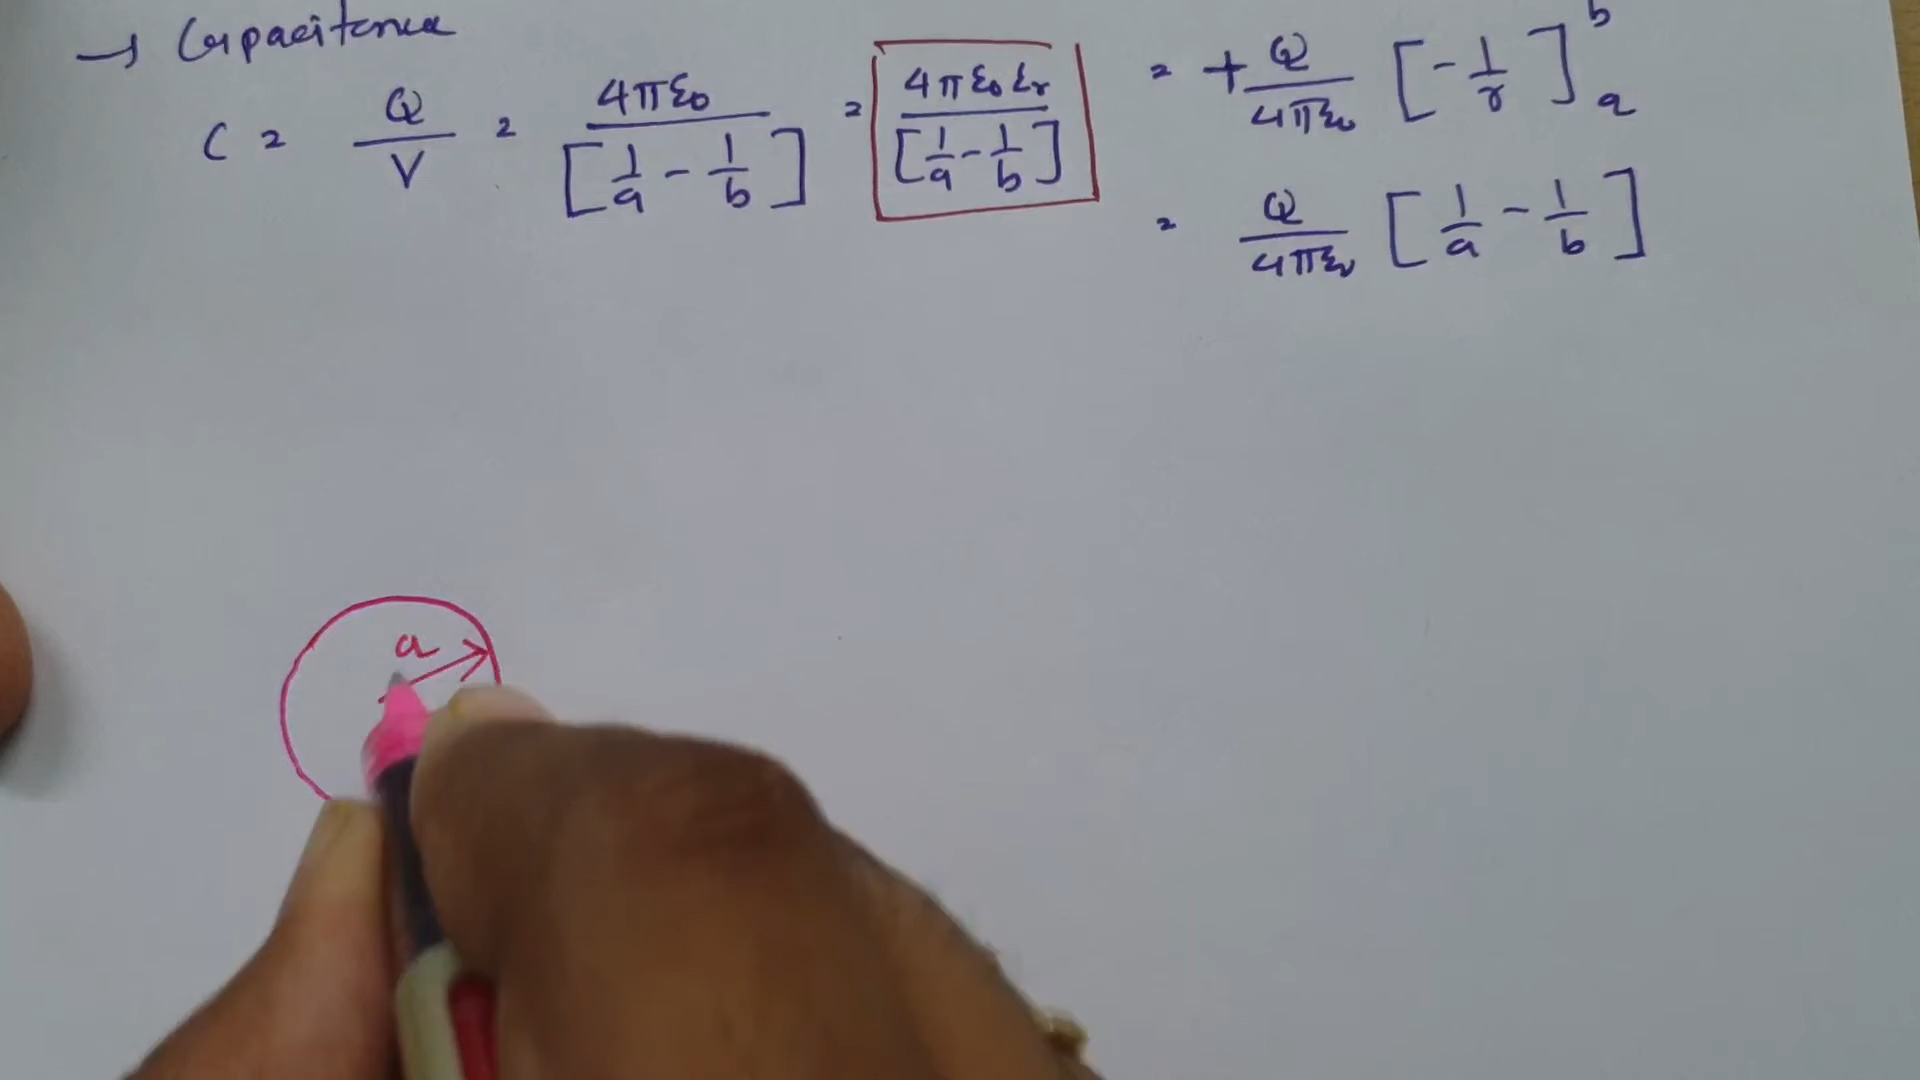 → Capacitance
C = Q/V = 4πε₀/[1/a - 1/b] = 4πε₀εᵣ/[1/a - 1/b]
= +Q/4πε₀ [-1/r]ₐᵇ
= Q/4πε₀ [1/a - 1/b]
a